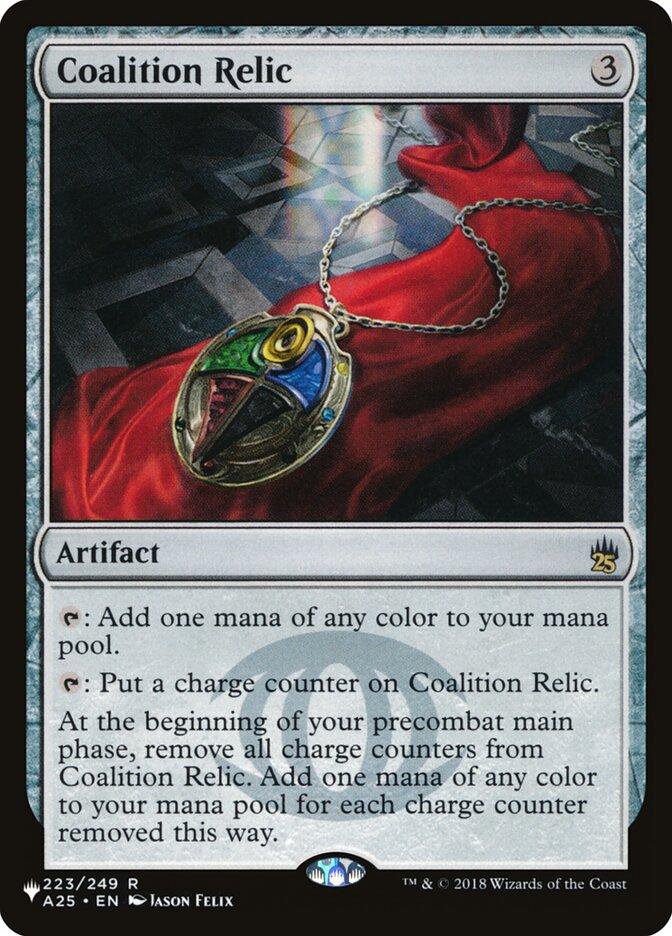 Coalition Relic 3
Artifact 25
: Add one mana of any color to your mana
pool.
: Put a charge counter on Coalition Relic.
At the beginning of your precombat main
phase, remove all charge counters from
Coalition Relic. Add one mana of any color
to your mana pool for each charge counter
removed this way.
223/249 R
A25 • EN Jason Felix
™ & © 2018 Wizards of the Coast